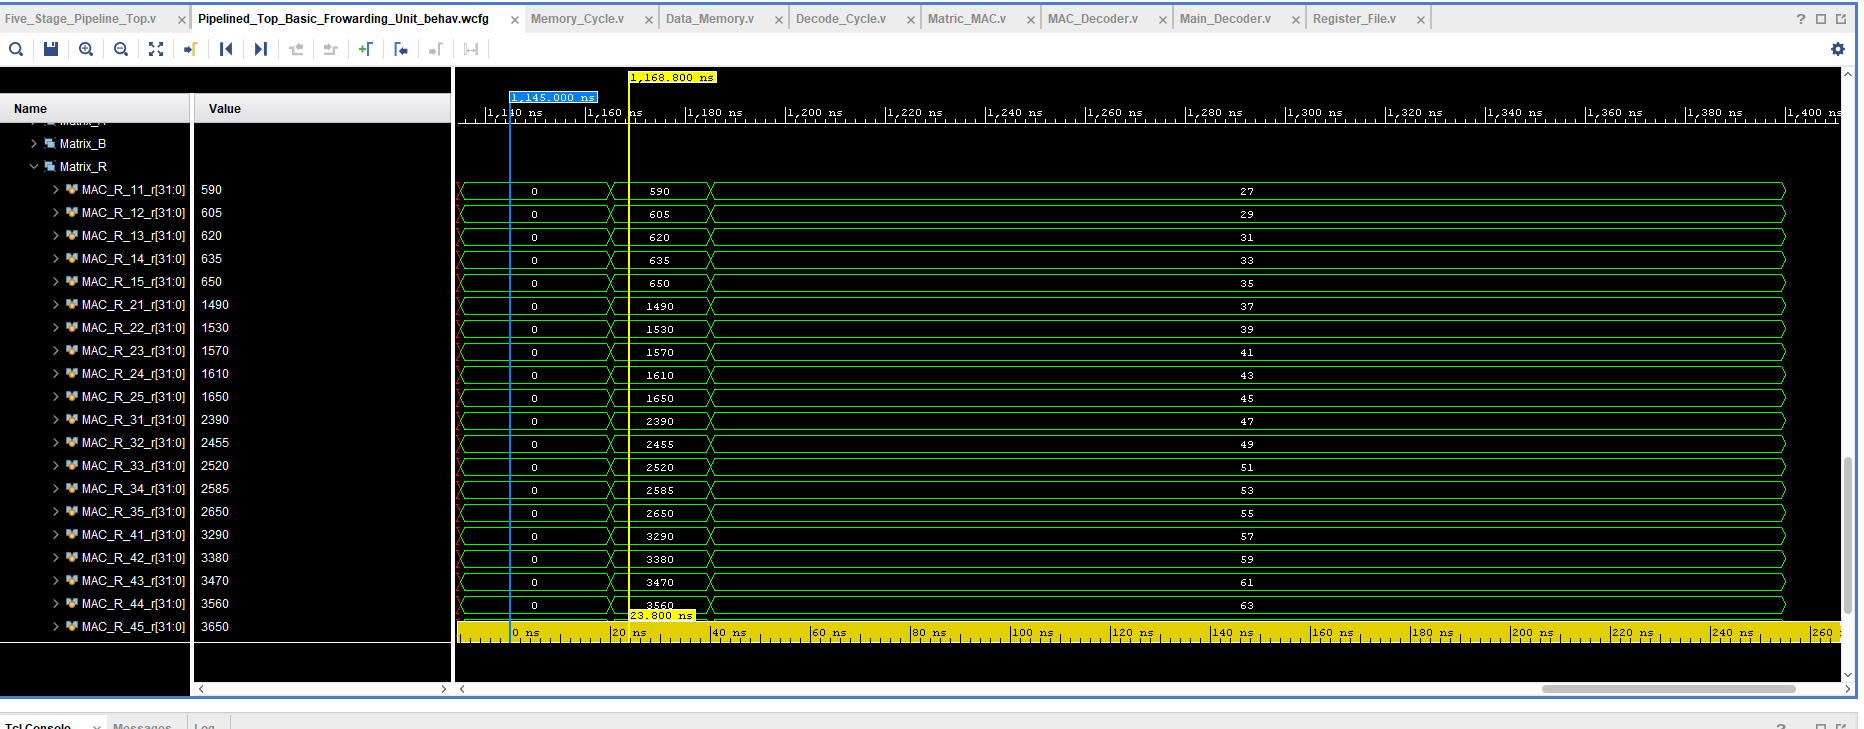 Five_Stage_Pipeline_Top.v × Pipelined_Top_Basic_Frowarding_Unit_behav.wcfg × Memory_Cycle.v × Data_Memory.v × Decode_Cycle.v × Matric_MAC.v × MAC_Decoder.v × Main_Decoder.v × Register_File.v ×
1,168.800 ns
1,145.000 ns
Name Value
1,140 ns 1,160 ns 1,180 ns 1,200 ns 1,220 ns 1,240 ns 1,260 ns 1,280 ns 1,300 ns 1,320 ns 1,340 ns 1,360 ns 1,380 ns 1,400 ns
Matrix_A
Matrix_B
Matrix_R
MAC_R_11_r[31:0] 590 0 590 27
MAC_R_12_r[31:0] 605 0 605 29
MAC_R_13_r[31:0] 620 0 620 31
MAC_R_14_r[31:0] 635 0 635 33
MAC_R_15_r[31:0] 650 0 650 35
MAC_R_21_r[31:0] 1490 0 1490 37
MAC_R_22_r[31:0] 1530 0 1530 39
MAC_R_23_r[31:0] 1570 0 1570 41
MAC_R_24_r[31:0] 1610 0 1610 43
MAC_R_25_r[31:0] 1650 0 1650 45
MAC_R_31_r[31:0] 2390 0 2390 47
MAC_R_32_r[31:0] 2455 0 2455 49
MAC_R_33_r[31:0] 2520 0 2520 51
MAC_R_34_r[31:0] 2585 0 2585 53
MAC_R_35_r[31:0] 2650 0 2650 55
MAC_R_41_r[31:0] 3290 0 3290 57
MAC_R_42_r[31:0] 3380 0 3380 59
MAC_R_43_r[31:0] 3470 0 3470 61
MAC_R_44_r[31:0] 3560 0 3560 63
23.800 ns
MAC_R_45_r[31:0] 3650
0 ns 20 ns 40 ns 60 ns 80 ns 100 ns 120 ns 140 ns 160 ns 180 ns 200 ns 220 ns 240 ns 260
Tcl Console Messages Log